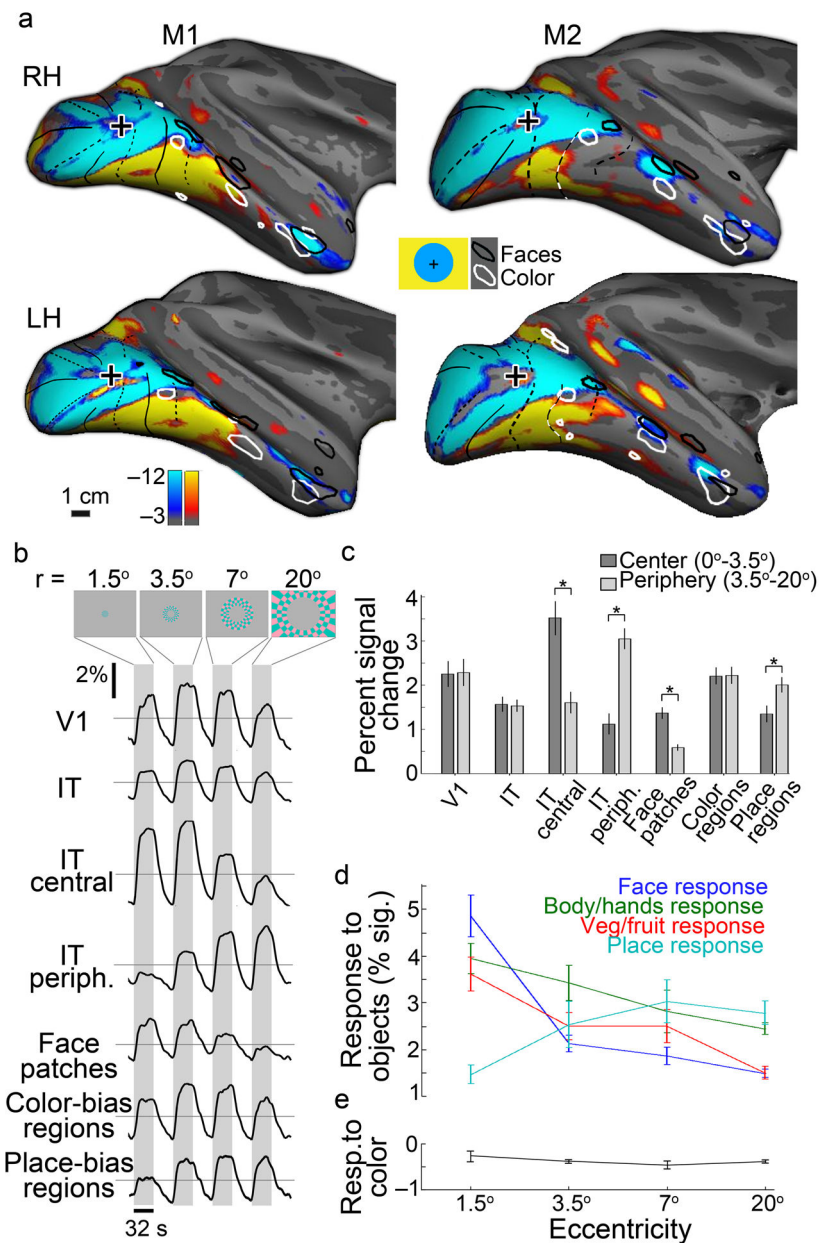 a
M1
M2
RH
Faces
Color
LH
–12
–3
1 cm
b
r = 1.5° 3.5° 7° 20°
2%
V1
IT
IT
central
IT
periph.
Face
patches
Color-bias
regions
Place-bias
regions
32 s
c
Center (0°-3.5°)
Periphery (3.5°-20°)
Percent signal
change
4
3
2
1
0
* * * *
V1
IT
IT
central
IT
periph.
Face
patches
Color
regions
Place
regions
d
Face response
Body/hands response
Veg/fruit response
Place response
Response to
objects (% sig.)
5
4
3
2
1
e
Resp.to
color
0
–1
1.5° 3.5° 7° 20°
Eccentricity